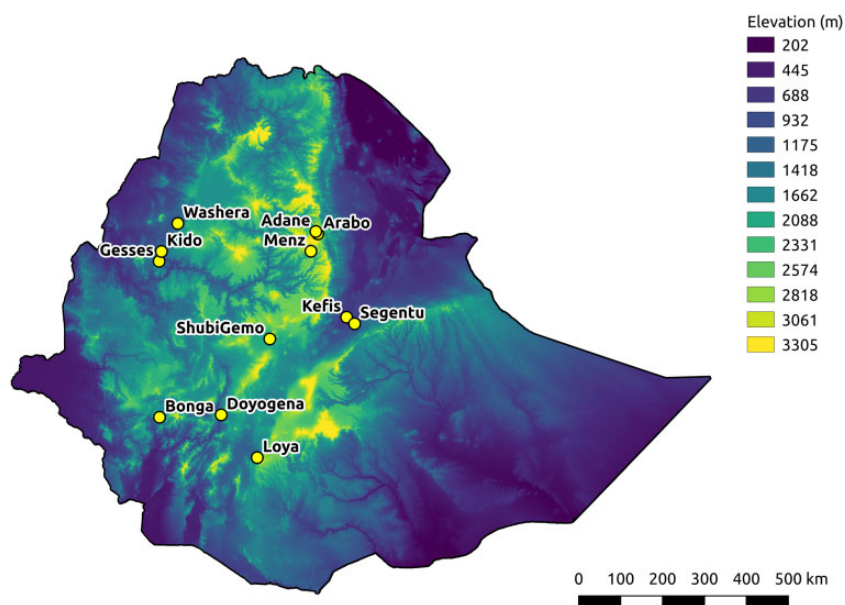 Elevation (m)
202
445
688
932
1175
1418
1662
2088
2331
2574
2818
3061
3305
Washera
Adane
Arabo
Kido
Menz
Gesses
Kefis
Segentu
ShubiGemo
Bonga
Doyogena
Loya
0 100 200 300 400 500 km